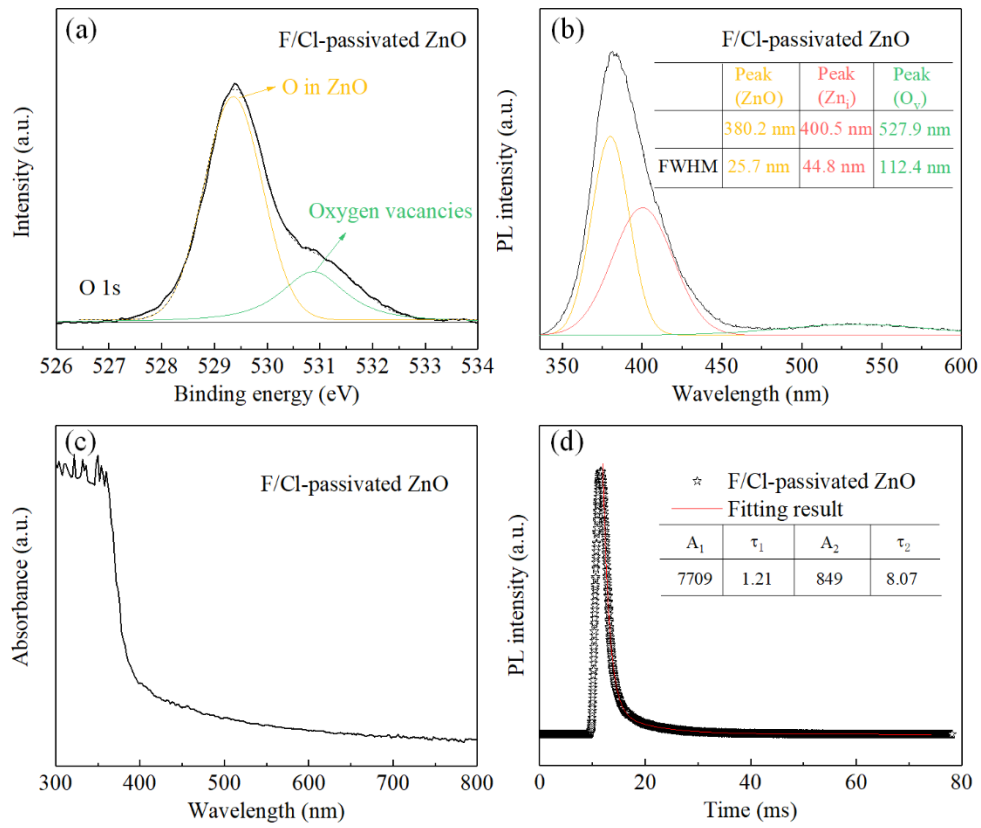 (a)
F/Cl-passivated ZnO
O in ZnO
Oxygen vacancies
O 1s
Intensity (a.u.)
526 527 528 529 530 531 532 533 534
Binding energy (eV)
(b)
F/Cl-passivated ZnO
Peak (ZnO) Peak (Znᵢ) Peak (Oᵥ)
380.2 nm 400.5 nm 527.9 nm
FWHM 25.7 nm 44.8 nm 112.4 nm
PL intensity (a.u.)
350 400 450 500 550 600
Wavelength (nm)
(c)
F/Cl-passivated ZnO
Absorbance (a.u.)
300 400 500 600 700 800
Wavelength (nm)
(d)
F/Cl-passivated ZnO
Fitting result
A₁ τ₁ A₂ τ₂
7709 1.21 849 8.07
PL intensity (a.u.)
0 20 40 60 80
Time (ms)